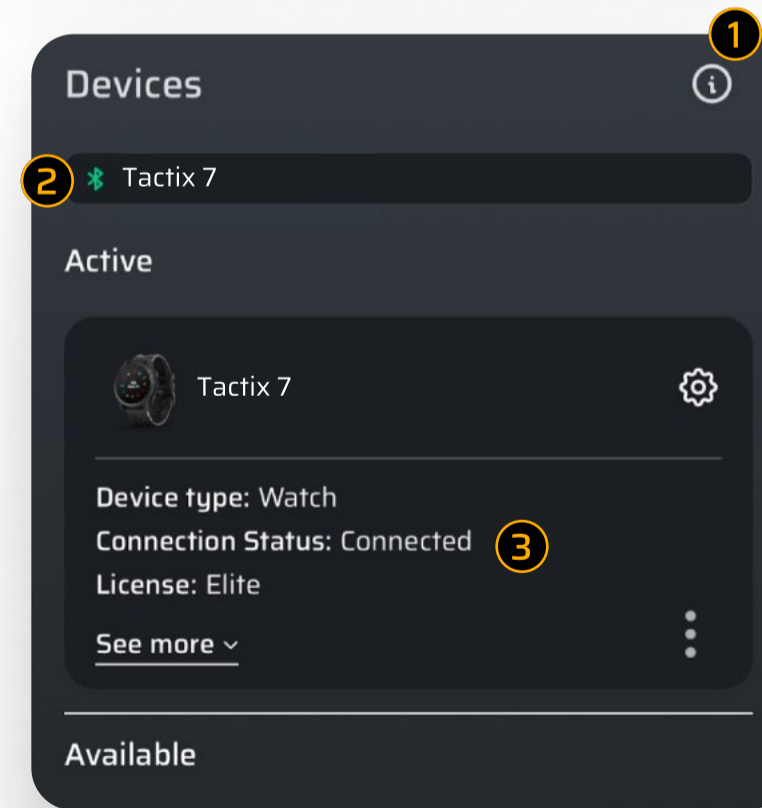 1
Devices
2
Tactix 7
Active
Tactix 7
Device type: Watch
Connection Status: Connected
3
License: Elite
See more
Available